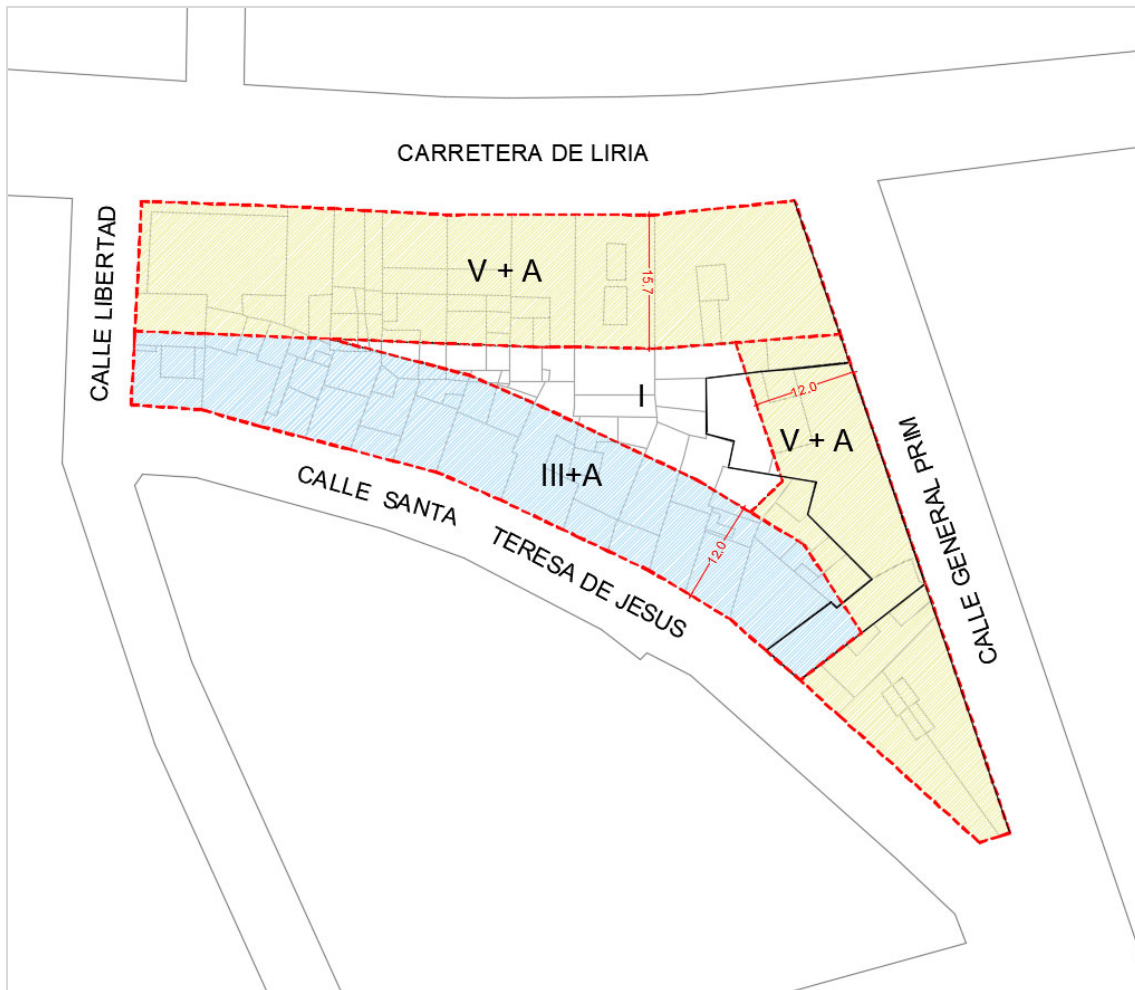 CARRETERA DE LIRIA
CALLE LIBERTAD
V + A
15.7
I
12.0
V + A
III+A
CALLE SANTA TERESA DE JESUS
12.0
CALLE GENERAL PRIM